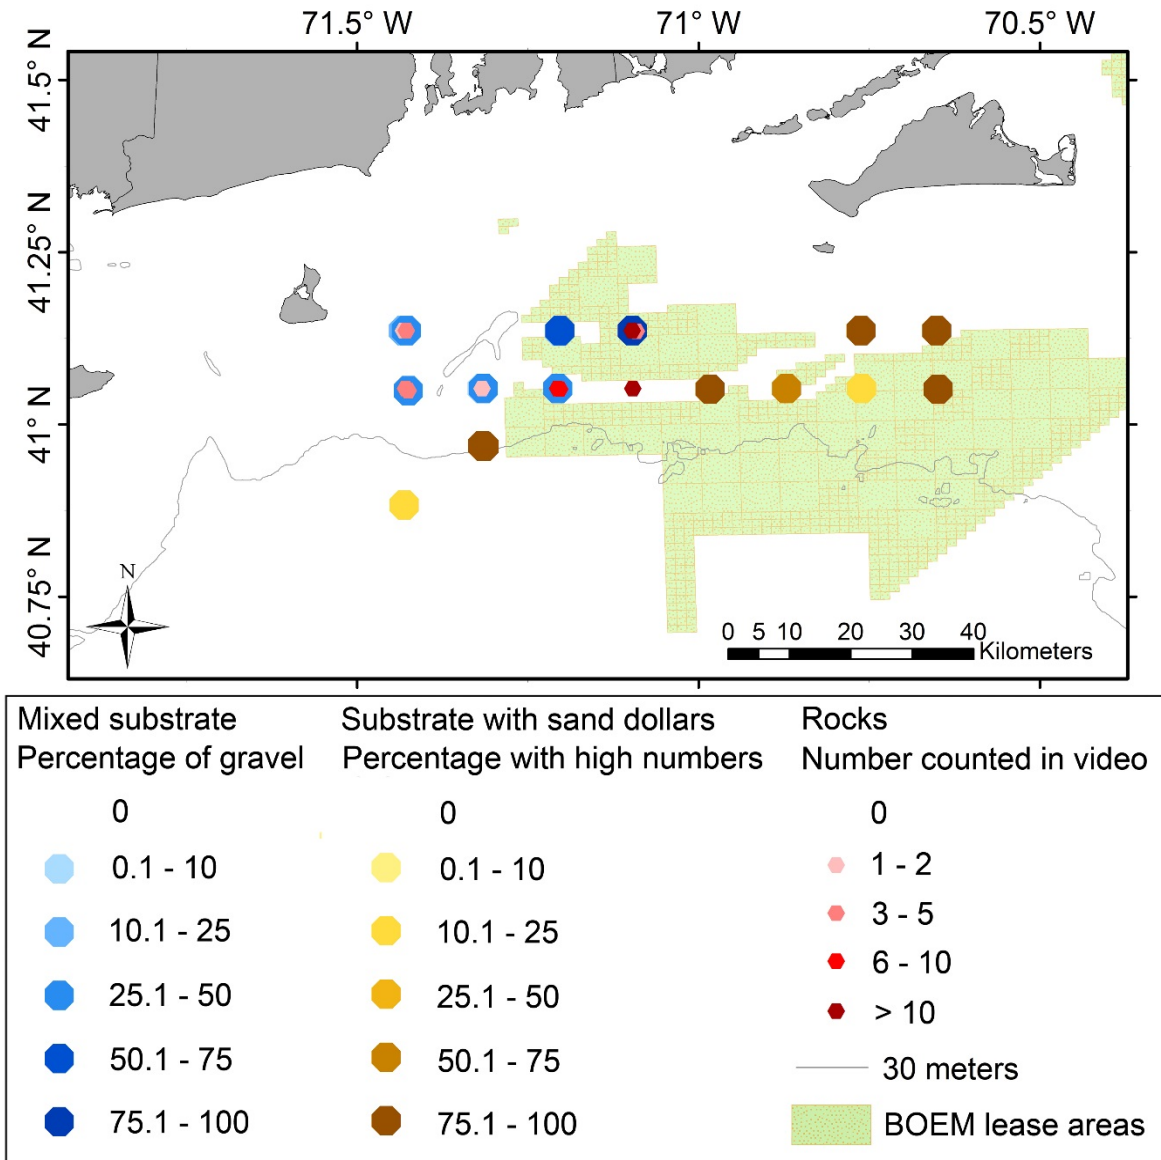 71.5° W 71° W 70.5° W
41.5° N
41.25° N
41° N
40.75° N
N
0 5 10 20 30 40
Kilometers
Mixed substrate
Percentage of gravel
0
0.1 - 10
10.1 - 25
25.1 - 50
50.1 - 75
75.1 - 100
Substrate with sand dollars
Percentage with high numbers
0
0.1 - 10
10.1 - 25
25.1 - 50
50.1 - 75
75.1 - 100
Rocks
Number counted in video
0
1 - 2
3 - 5
6 - 10
> 10
30 meters
BOEM lease areas